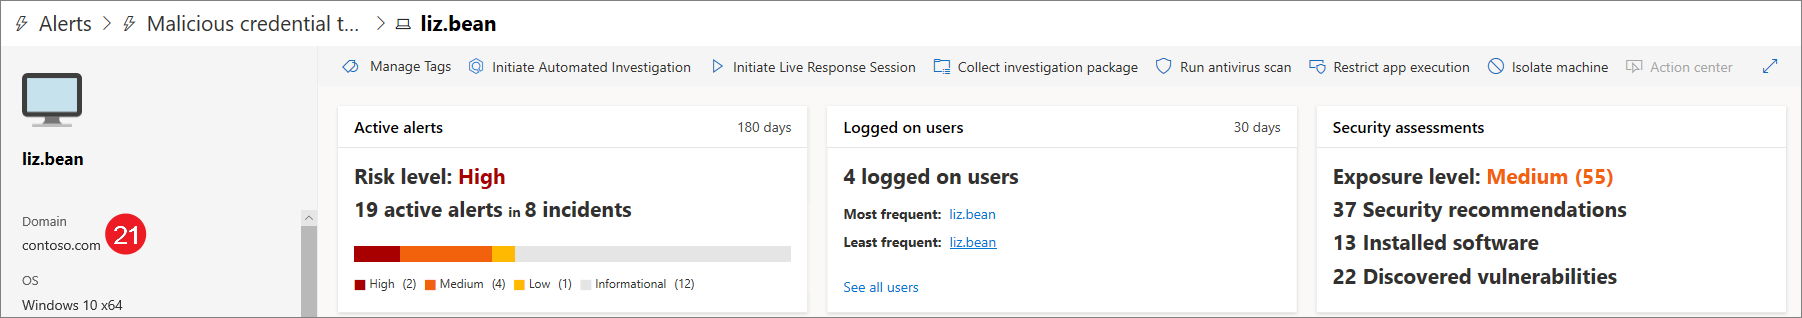 Alerts > Malicious credential t... > liz.bean
Manage Tags Initiate Automated Investigation Initiate Live Response Session Collect investigation package Run antivirus scan Restrict app execution Isolate machine Action center
liz.bean
Domain
contoso.com
21
OS
Windows 10 x64
Active alerts 180 days
Risk level: High
19 active alerts in 8 incidents
High (2) Medium (4) Low (1) Informational (12)
Logged on users 30 days
4 logged on users
Most frequent: liz.bean
Least frequent: liz.bean
See all users
Security assessments
Exposure level: Medium (55)
37 Security recommendations
13 Installed software
22 Discovered vulnerabilities